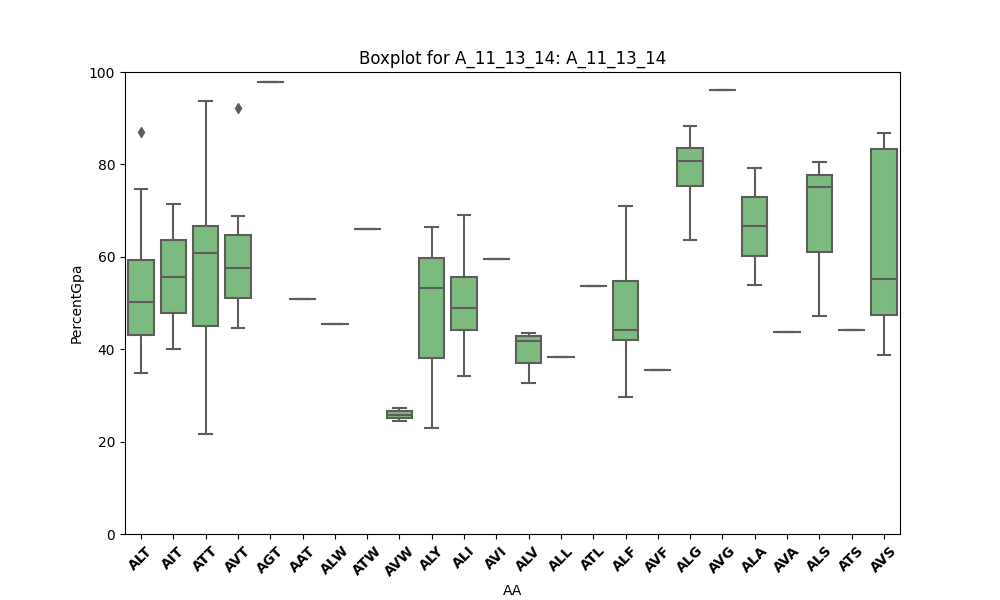 Boxplot for A_11_13_14: A_11_13_14
100
80
60
40
20
0
PercentGpa
ALT AIT ATT AVT AGT AAT ALW ATW AVW ALY ALI AVI ALV ALL ATL ALF AVF ALG AVG ALA AVA ALS ATS AVS
AA